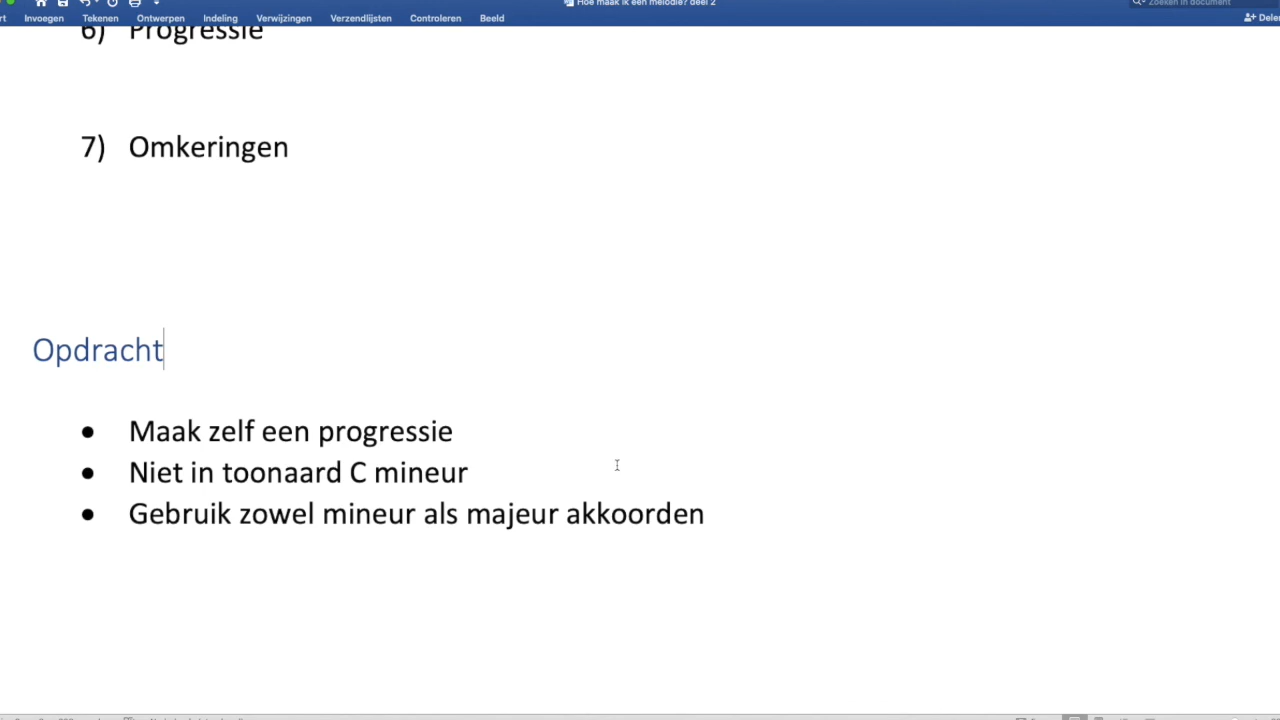 Hoe maak ik een melodie? deel 2
Zoeken in document
Invoegen Tekenen Ontwerpen Indeling Verwijzingen Verzendlijsten Controleren Beeld
6) Progressie
7) Omkeringen
Opdracht
• Maak zelf een progressie
• Niet in toonaard C mineur
• Gebruik zowel mineur als majeur akkoorden